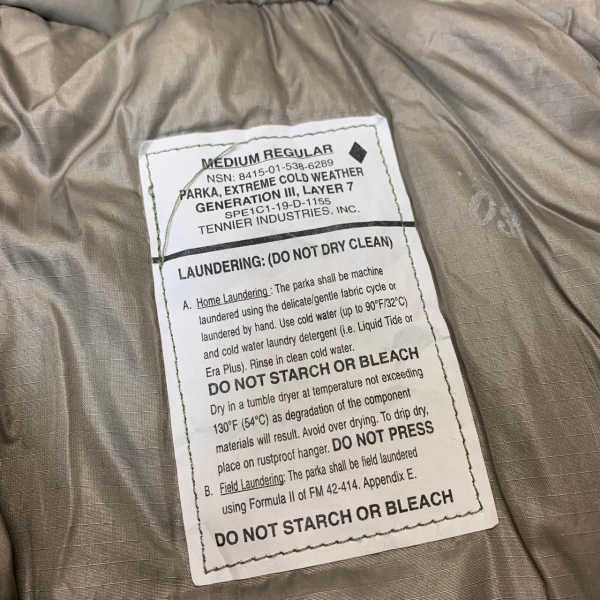 MEDIUM REGULAR
NSN: 8415-01-538-6289
PARKA, EXTREME COLD WEATHER
GENERATION III, LAYER 7
SPE1C1-19-D-1155
TENNIER INDUSTRIES, INC.
LAUNDERING: (DO NOT DRY CLEAN)
A. Home Laundering : The parka shall be machine
laundered using the delicate/gentle fabric cycle or
laundered by hand. Use cold water (up to 90°F/32°C)
and cold water laundry detergent (i.e. Liquid Tide or
Era Plus). Rinse in clean cold water.
DO NOT STARCH OR BLEACH
Dry in a tumble dryer at temperature not exceeding
130°F (54°C) as degradation of the component
materials will result. Avoid over drying. To drip dry,
place on rustproof hanger. DO NOT PRESS
B. Field Laundering: The parka shall be field laundered
using Formula II of FM 42-414. Appendix E.
DO NOT STARCH OR BLEACH